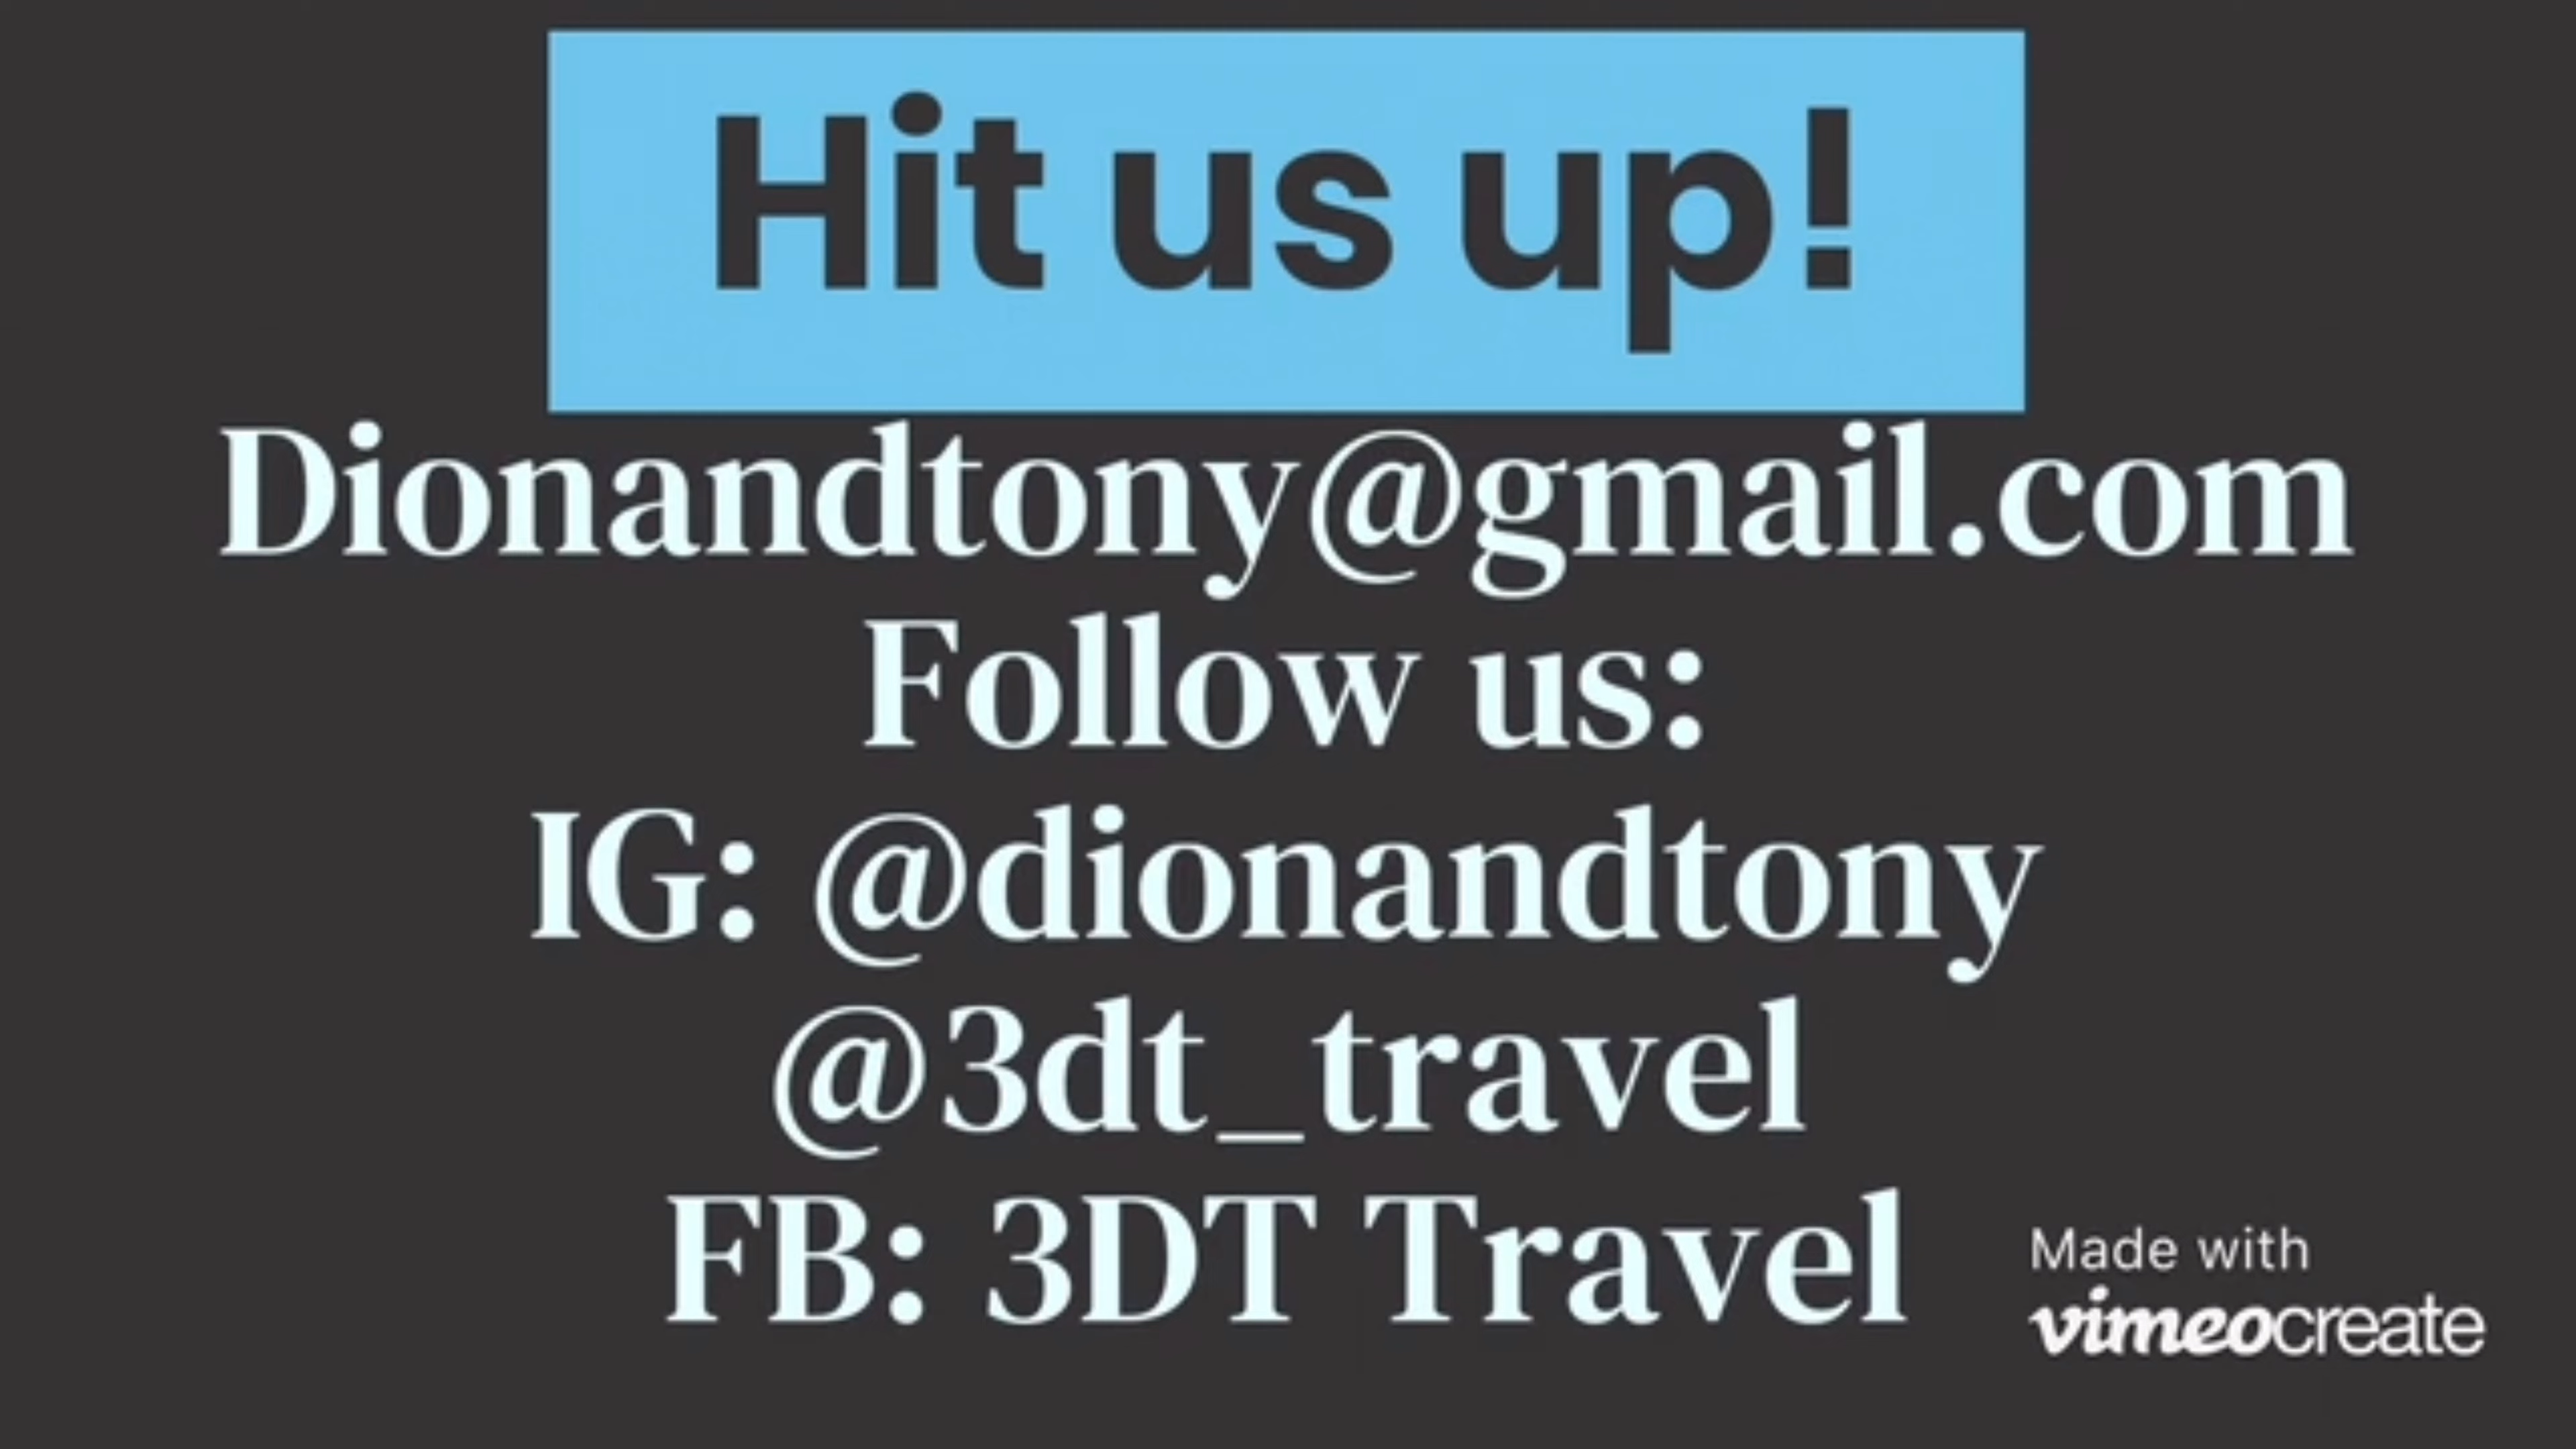 Hit us up!
Dionandtony@gmail.com
Follow us:
IG: @dionandtony
@3dt_travel
FB: 3DT Travel
Made with
vimeocreate